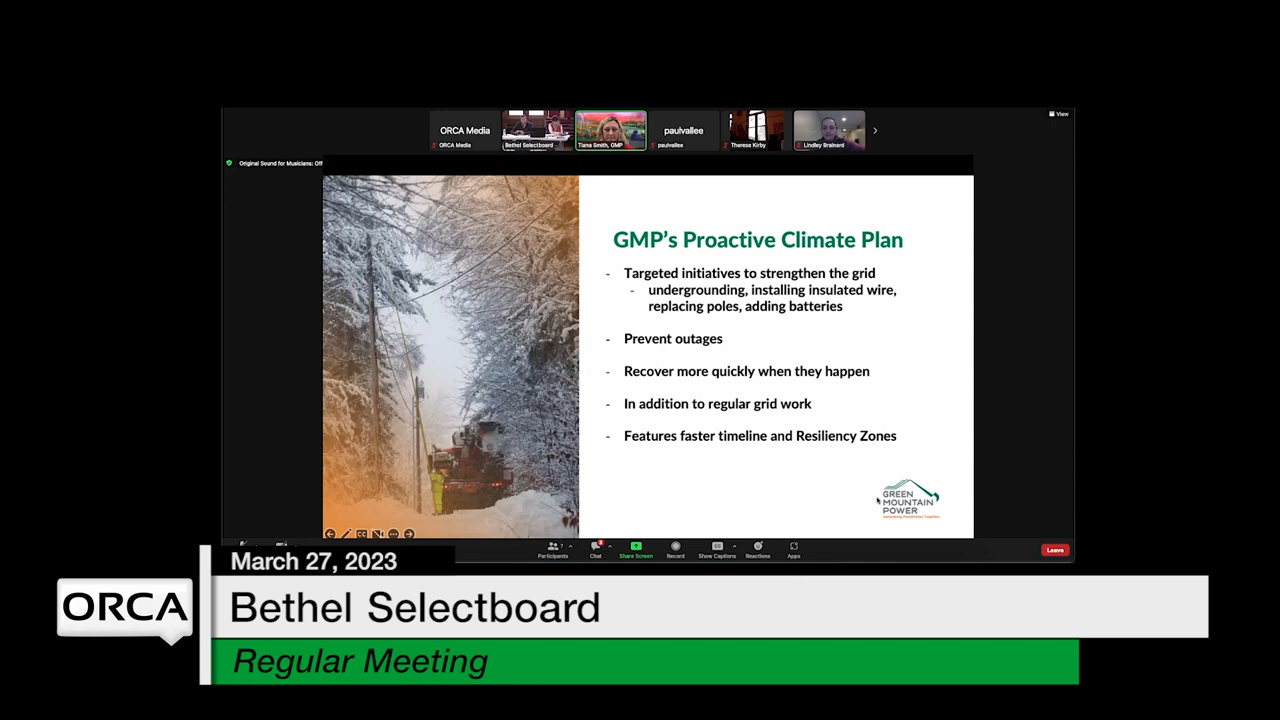 View
ORCA Media
ORCA Media
Bethel Selectboard
Tiana Smith, GMP
paulvallee
paulvallee
Therese Kirby
Lindley Brainard
Original Sound for Musicians: Off
GMP's Proactive Climate Plan
- Targeted initiatives to strengthen the grid
- undergrounding, installing insulated wire,
replacing poles, adding batteries
- Prevent outages
- Recover more quickly when they happen
- In addition to regular grid work
- Features faster timeline and Resiliency Zones
GREEN
MOUNTAIN
POWER
CC
7
Participants
Chat
Share Screen
Record
CC
Show Captions
Reactions
Apps
Leave
March 27, 2023
ORCA
Bethel Selectboard
Regular Meeting